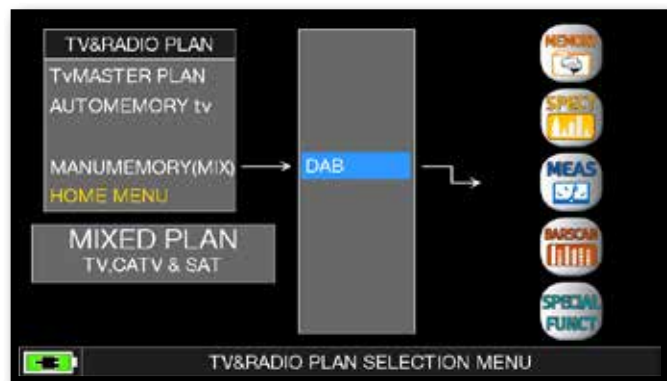 TV&RADIO PLAN
TvMASTER PLAN
AUTOMEMORY tv
MANUMEMORY(MIX)
HOME MENU
DAB
MIXED PLAN
TV,CATV & SAT
MEMORY
SPECT
MEAS
BARSCAN
SPECIAL
FUNCT
TV&RADIO PLAN SELECTION MENU